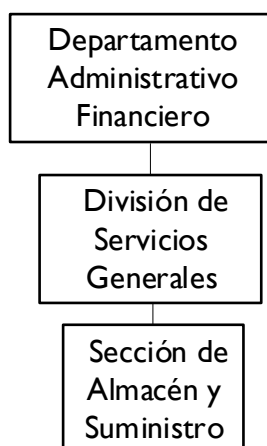 Departamento
Administrativo
Financiero
División de
Servicios
Generales
Sección de
Almacén y
Suministro